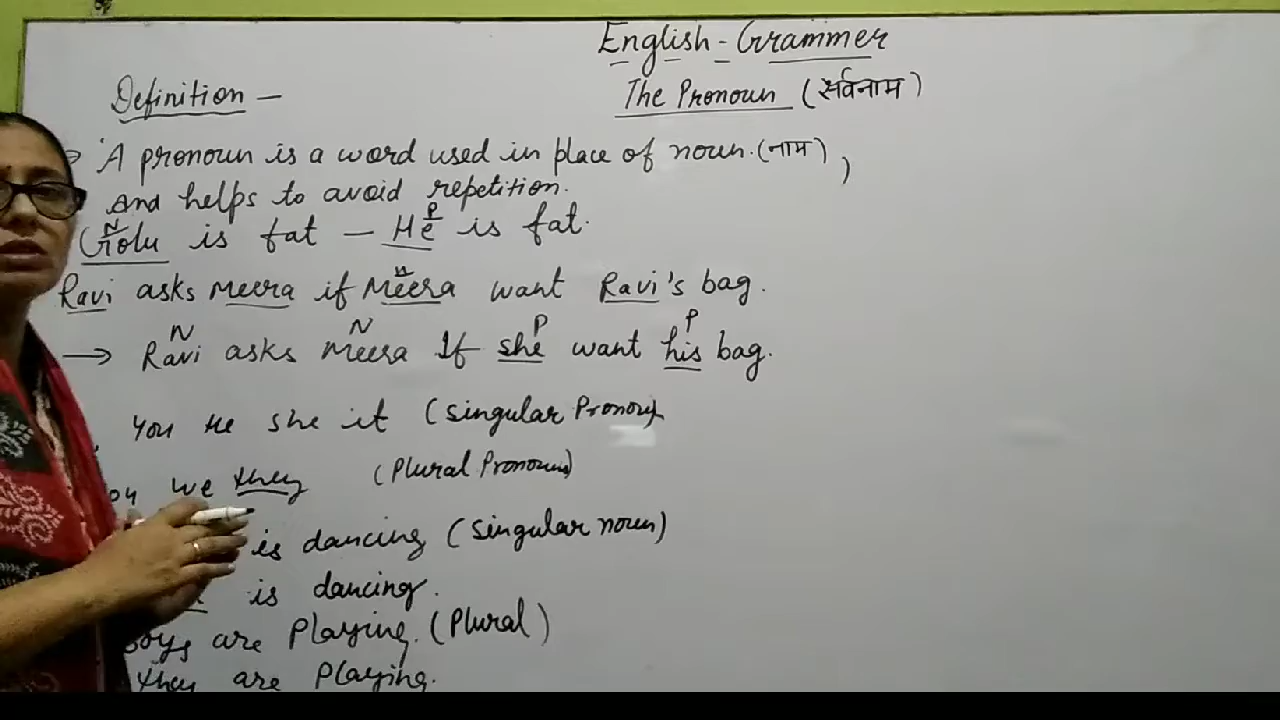 English - Grammer
The Pronoun (सर्वनाम)
Definition -
A pronoun is a word used in place of noun. (नाम)
And helps to avoid repetition.
N P
Golu is fat - He is fat.
N
Ravi asks Meera if Meera want Ravi's bag.
N N P P
→ Ravi asks Meera If she want his bag.
You He she it (Singular Pronoun
we they (Plural Pronoun)
is dancing (Singular noun)
is dancing.
Boys are Playing. (Plural)
they are Playing.